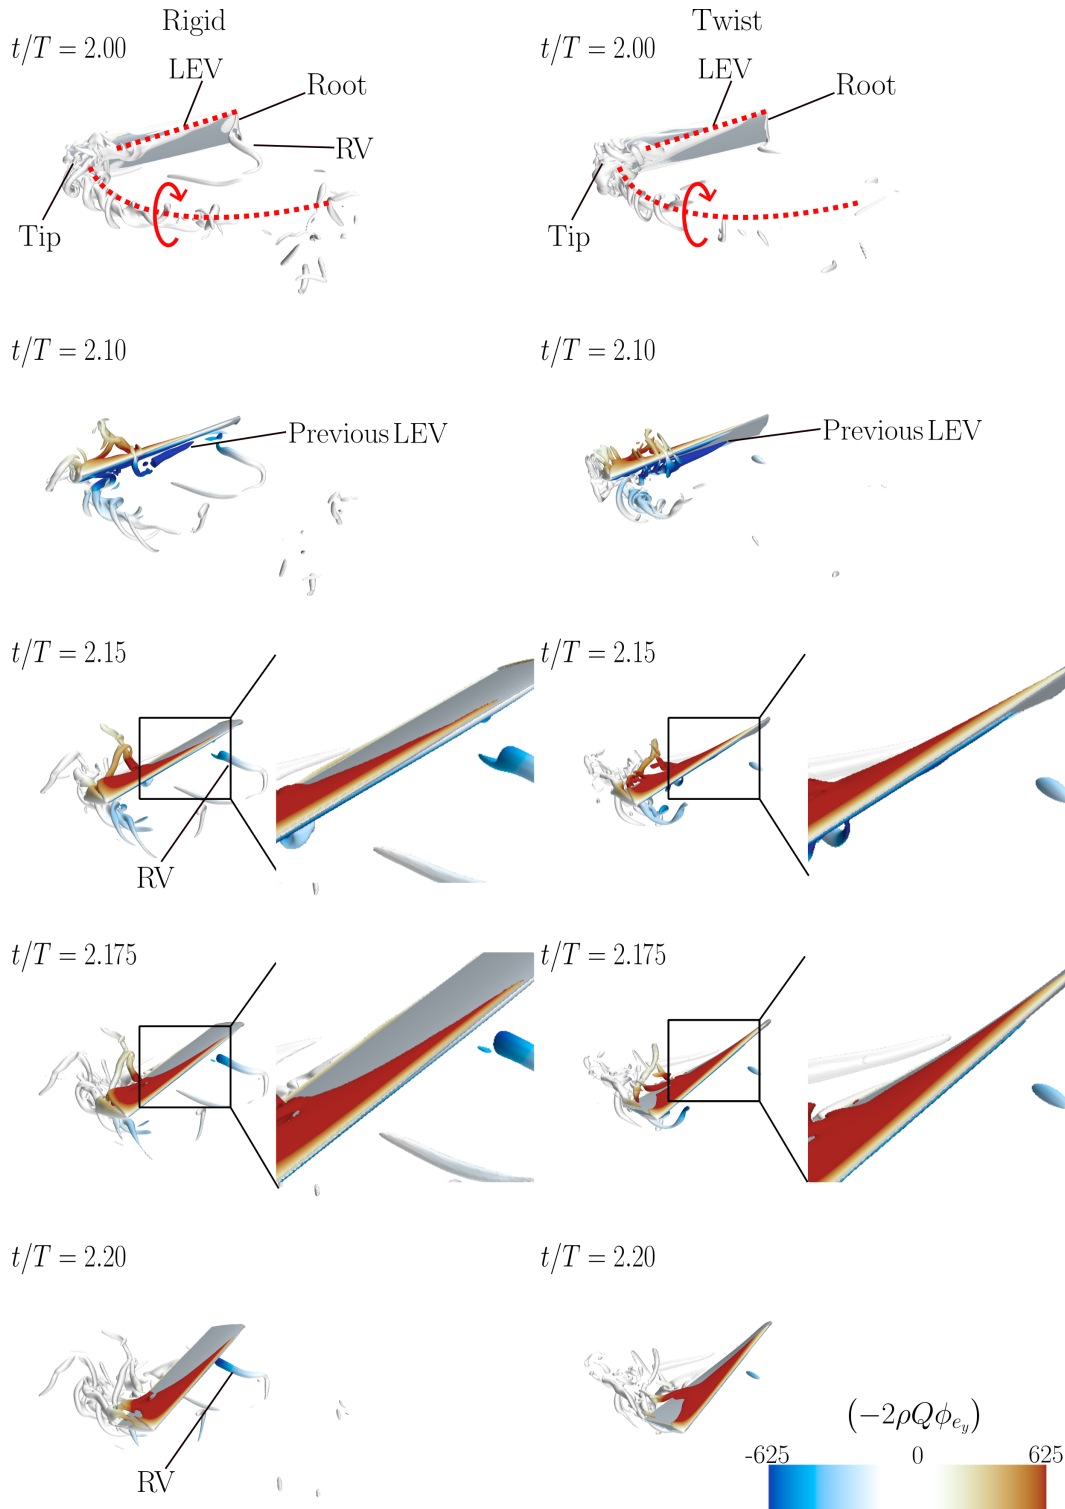 Rigid
Twist
t/T = 2.00
t/T = 2.00
LEV
LEV
Root
Root
RV
Tip
Tip
t/T = 2.10
t/T = 2.10
Previous LEV
Previous LEV
t/T = 2.15
t/T = 2.15
RV
t/T = 2.175
t/T = 2.175
t/T = 2.20
t/T = 2.20
RV
(−2ρQϕ_{e_y})
-625 0 625